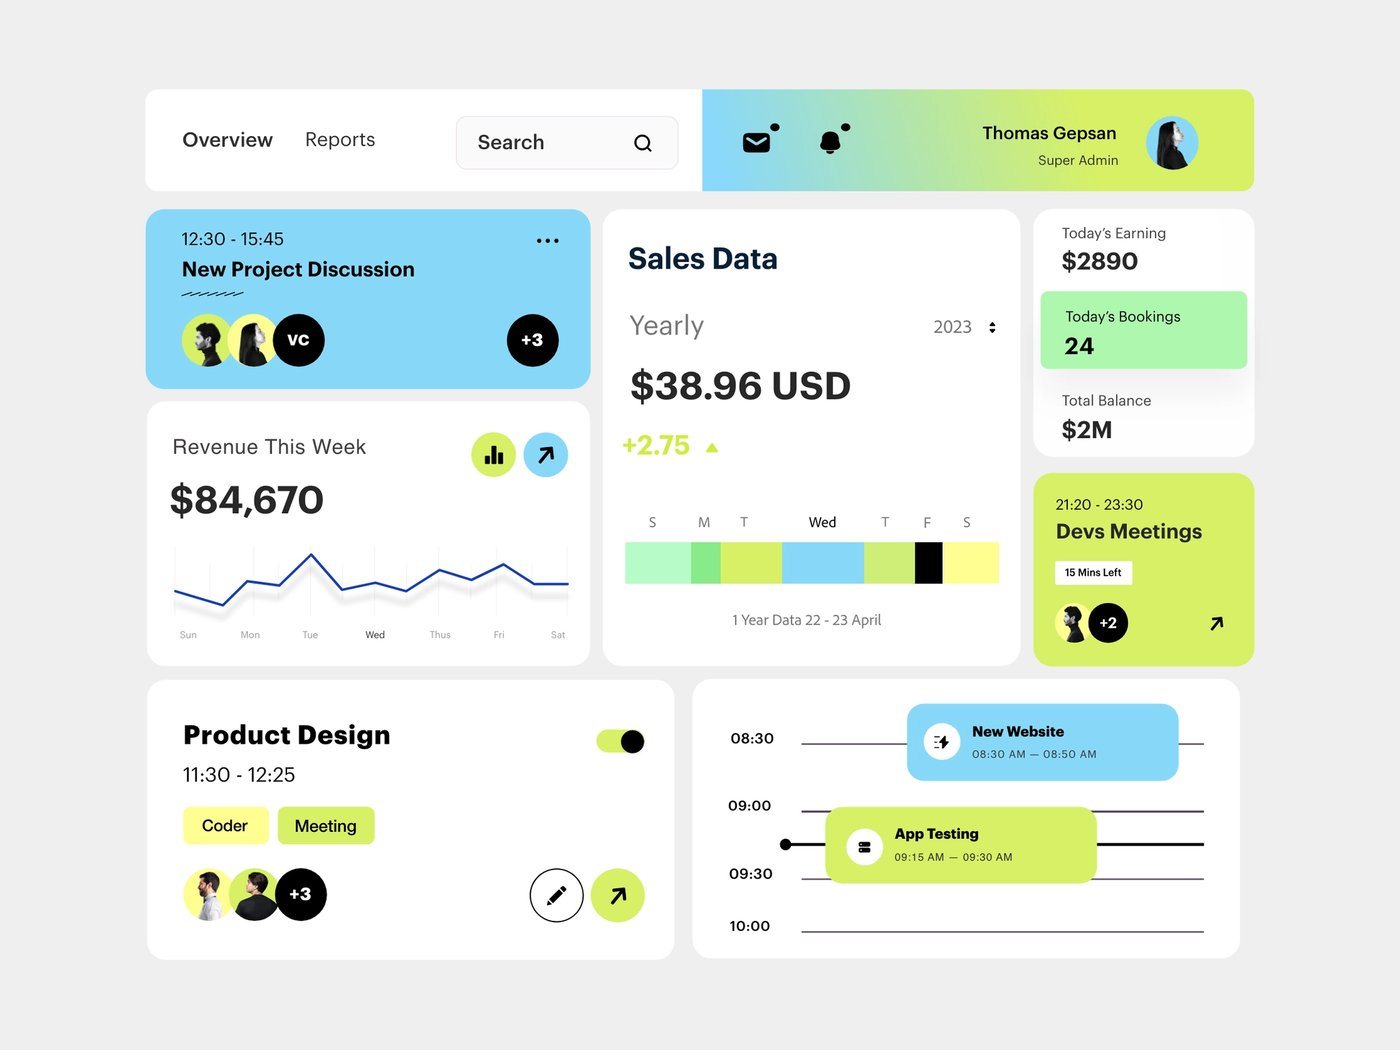 Overview
Reports
Search
Thomas Gepsan
Super Admin
12:30 - 15:45
New Project Discussion
VC
+3
Revenue This Week
$84,670
Sun Mon Tue Wed Thus Fri Sat
Sales Data
Yearly
2023
$38.96 USD
+2.75
S M T Wed T F S
1 Year Data 22 - 23 April
Today's Earning
$2890
Today's Bookings
24
Total Balance
$2M
21:20 - 23:30
Devs Meetings
15 Mins Left
+2
Product Design
11:30 - 12:25
Coder
Meeting
+3
08:30
New Website
08:30 AM — 08:50 AM
09:00
App Testing
09:15 AM — 09:30 AM
09:30
10:00